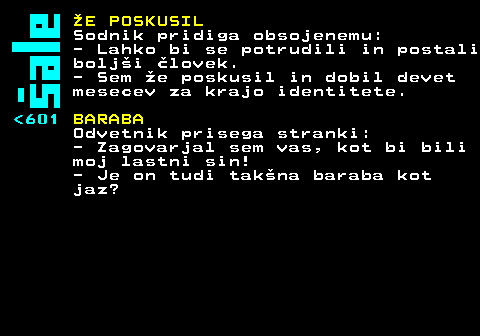 šale
<601
ŽE POSKUSIL
Sodnik pridiga obsojenemu:
- Lahko bi se potrudili in postali
boljši človek.
- Sem že poskusil in dobil devet
mesecev za krajo identitete.
BARABA
Odvetnik prisega stranki:
- Zagovarjal sem vas, kot bi bili
moj lastni sin!
- Je on tudi takšna baraba kot
jaz?